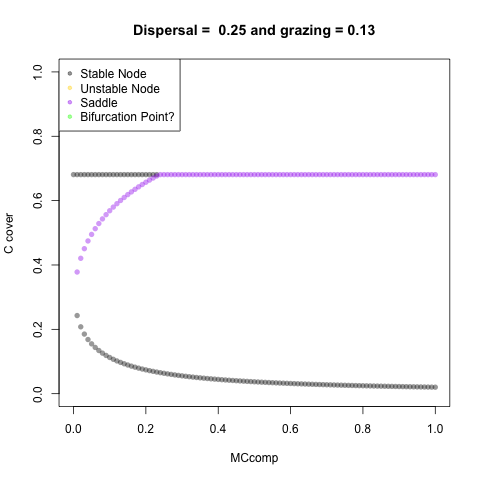 Dispersal =  0.25 and grazing = 0.13
Stable Node
Unstable Node
Saddle
Bifurcation Point?
C cover
1.0
0.8
0.6
0.4
0.2
0.0
0.0 0.2 0.4 0.6 0.8 1.0
MCcomp